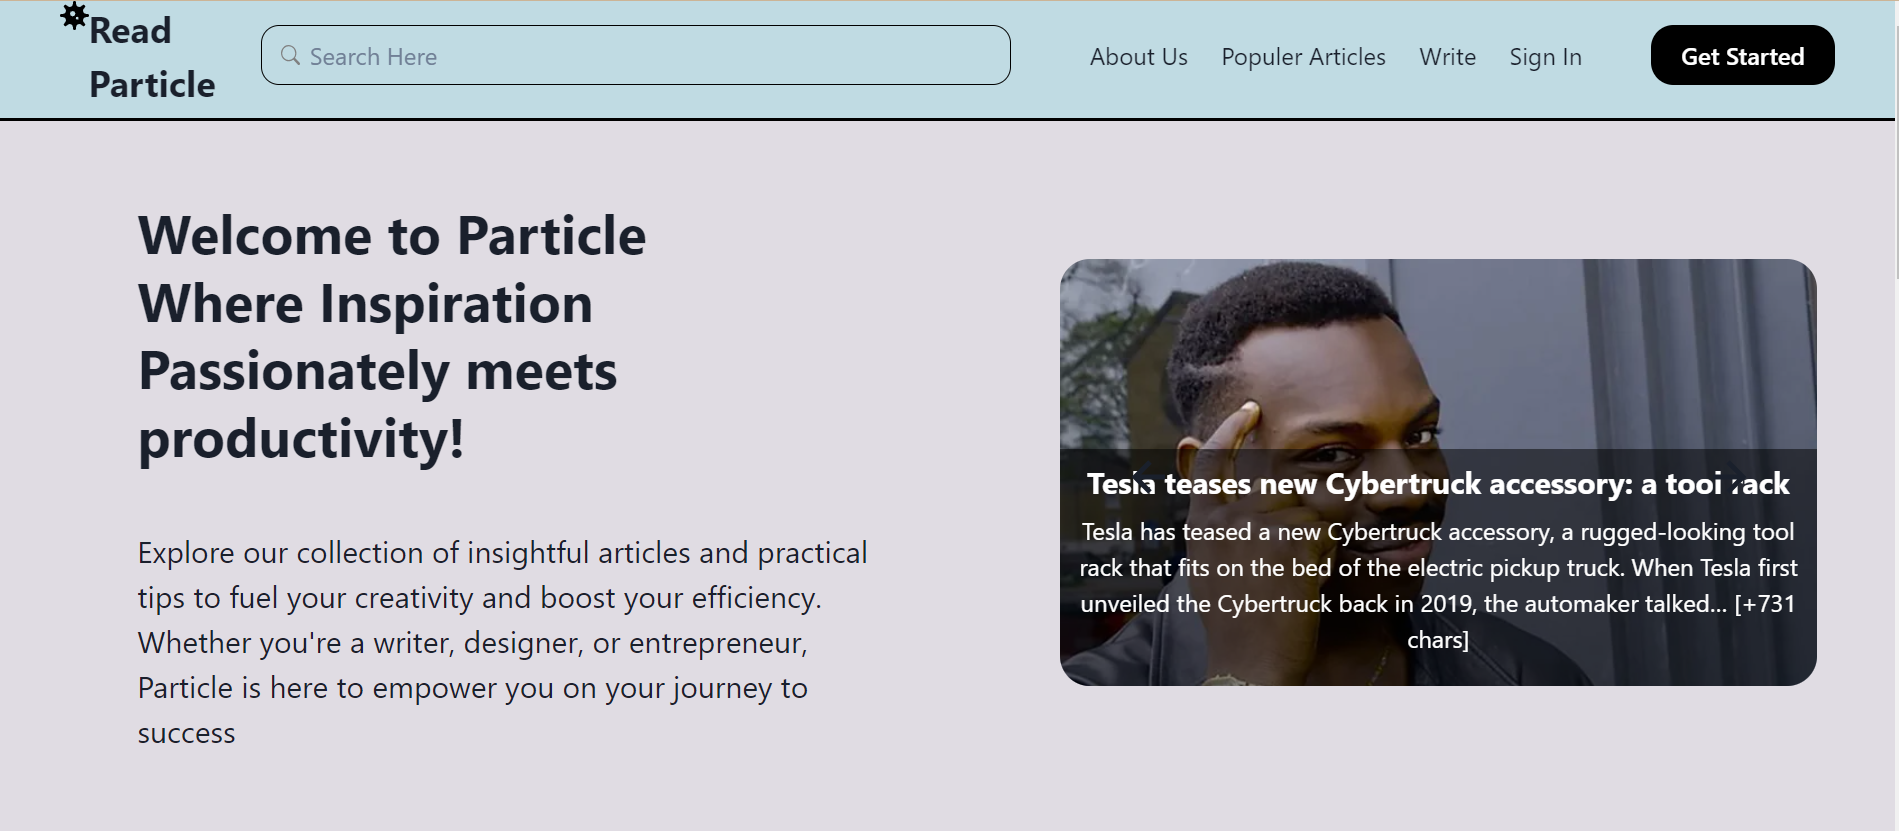 Read
Particle
Search Here
About Us
Populer Articles
Write
Sign In
Get Started
Welcome to Particle
Where Inspiration
Passionately meets
productivity!
Explore our collection of insightful articles and practical
tips to fuel your creativity and boost your efficiency.
Whether you're a writer, designer, or entrepreneur,
Particle is here to empower you on your journey to
success
Tesla teases new Cybertruck accessory: a tool rack
Tesla has teased a new Cybertruck accessory, a rugged-looking tool
rack that fits on the bed of the electric pickup truck. When Tesla first
unveiled the Cybertruck back in 2019, the automaker talked... [+731
chars]